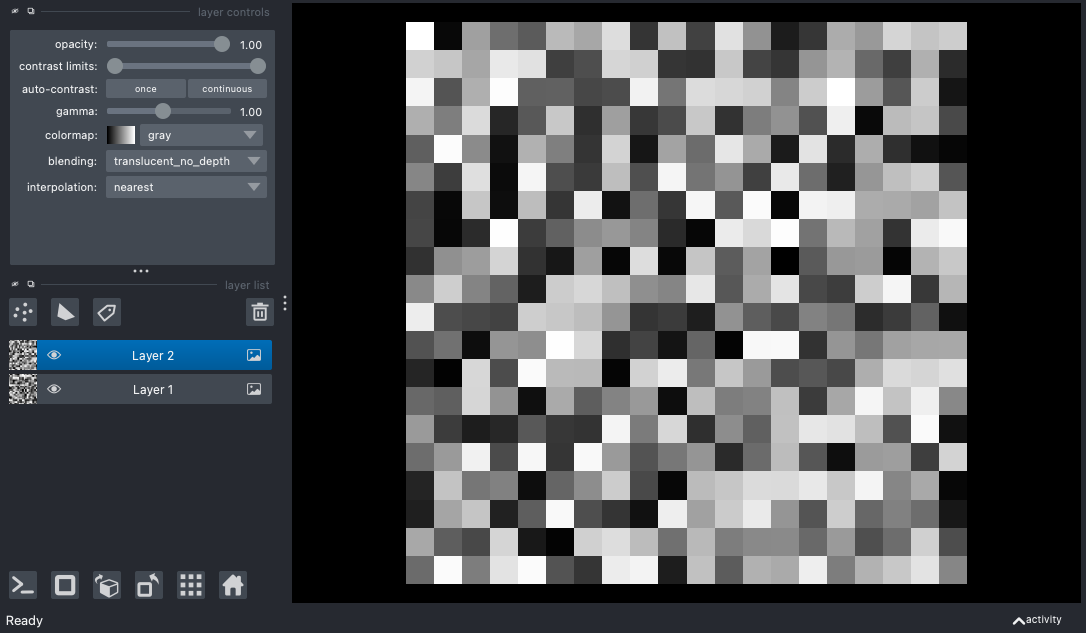 layer controls
opacity: 1.00
contrast limits:
auto-contrast: once continuous
gamma: 1.00
colormap: gray
blending: translucent_no_depth
interpolation: nearest
layer list
Layer 2
Layer 1
Ready
activity